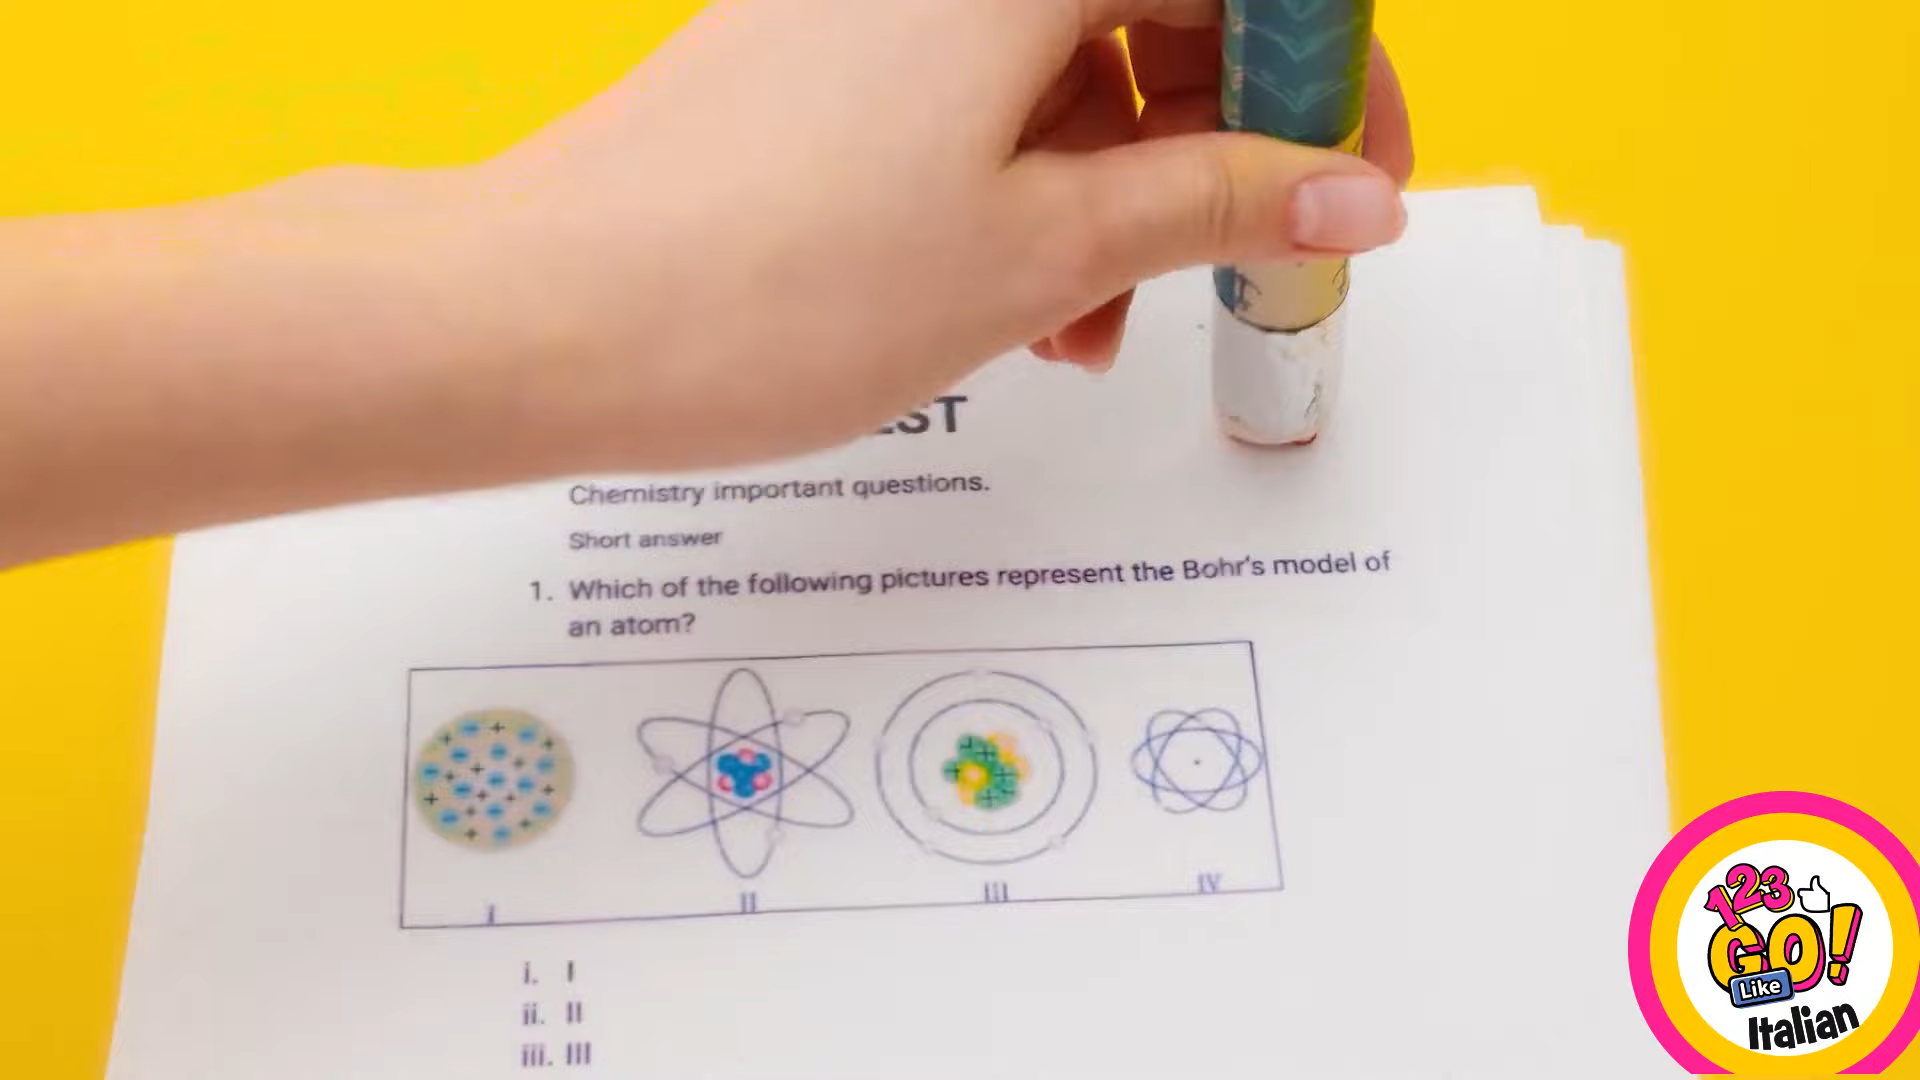 Chemistry important questions.
Short answer
1. Which of the following pictures represent the Bohr's model of
an atom?
I II III IV
i. I
ii. II
iii. III
123
GO!
Like
Italian